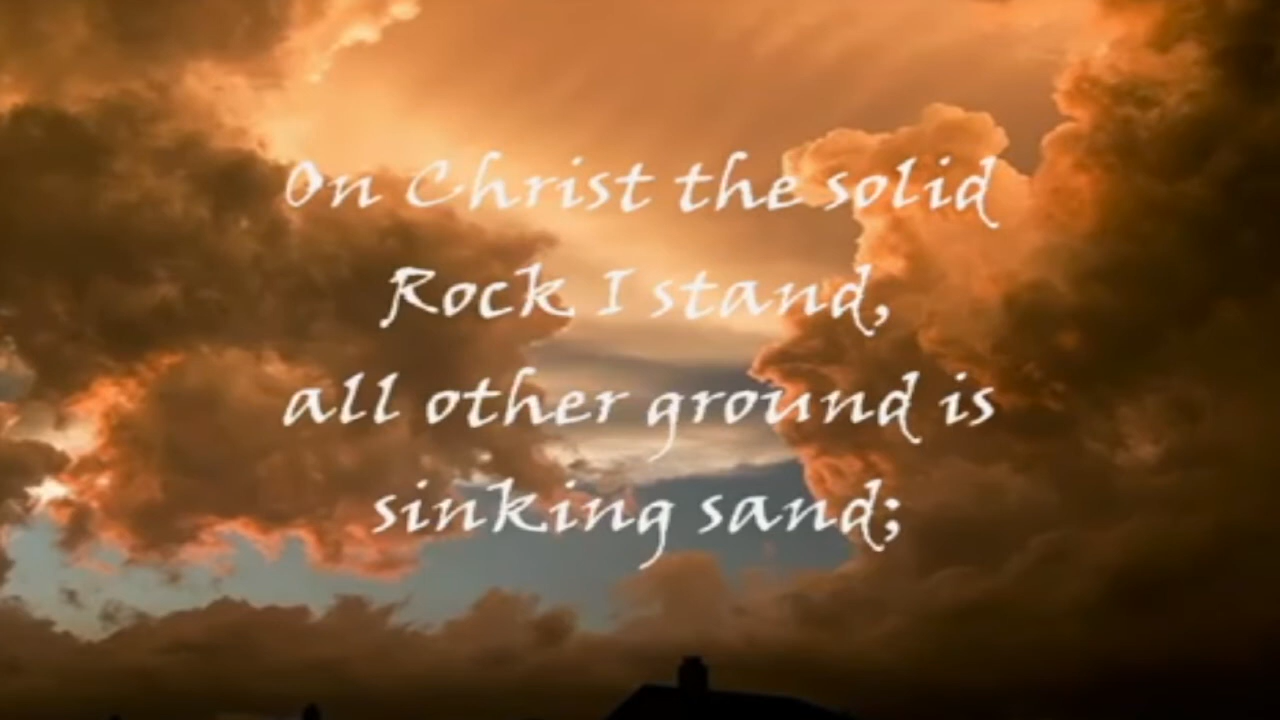 On Christ the solid
Rock I stand,
all other ground is
sinking sand;